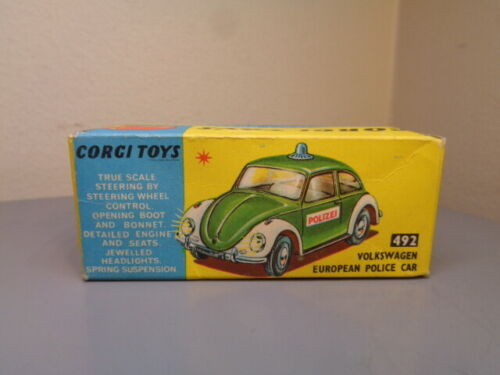 CORGI TOYS
TRUE SCALE
STEERING BY
STEERING WHEEL
CONTROL.
OPENING BOOT
AND BONNET.
DETAILED ENGINE
AND SEATS.
JEWELLED
HEADLIGHTS.
SPRING SUSPENSION.
POLIZEI
492
VOLKSWAGEN
EUROPEAN POLICE CAR